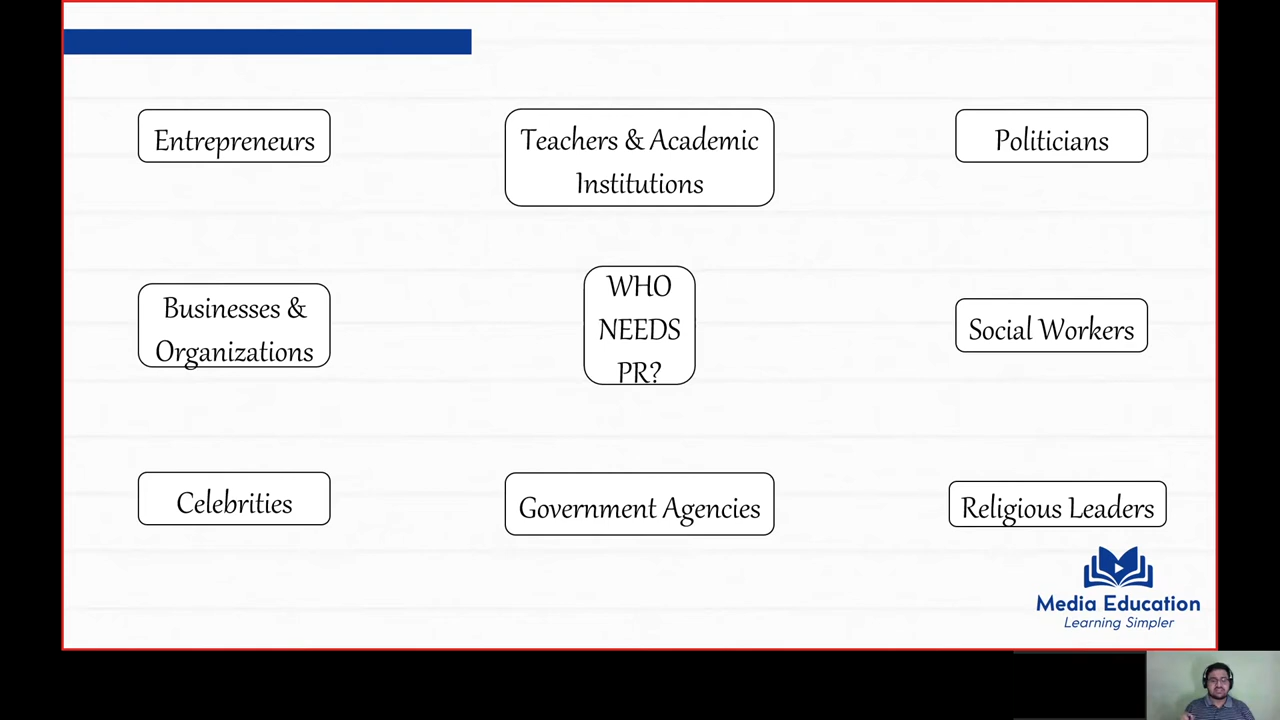 Entrepreneurs
Teachers & Academic
Institutions
Politicians
Businesses &
Organizations
WHO
NEEDS
PR?
Social Workers
Celebrities
Government Agencies
Religious Leaders
Media Education
Learning Simpler